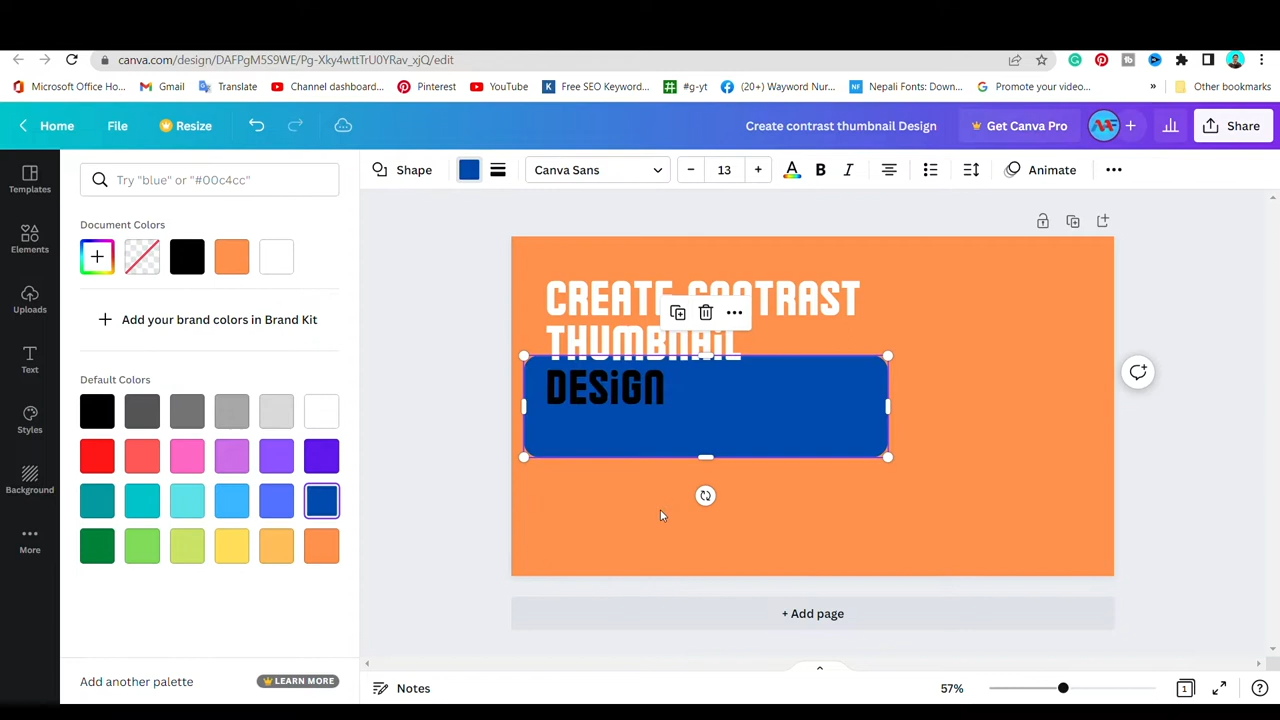 canva.com/design/DAFPgM5S9WE/Pg-Xky4wttTrU0YPav_xjQ/edit
Microsoft Office Ho...
Gmail
Translate
Channel dashboard...
Pinterest
YouTube
Free SEO Keyword...
#g-yt
(20+) Wayword Nur...
Nepali Fonts: Down...
Promote your video...
»
Other bookmarks
Home
File
Resize
Create contrast thumbnail Design
Get Canva Pro
Share
Templates
Elements
Uploads
Text
Styles
Background
More
Try "blue" or "#00c4cc"
Document Colors
Add your brand colors in Brand Kit
Default Colors
Add another palette
LEARN MORE
Shape
Canva Sans
13
B
I
Animate
CREATE CONTRAST
THUMBNAIL
DESIGN
+ Add page
Notes
57%
1